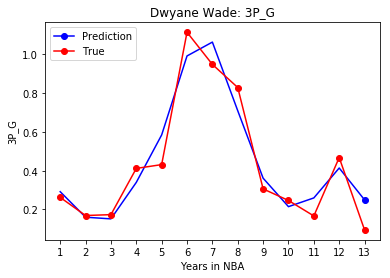 Dwyane Wade: 3P_G
Prediction
True
1.0
0.8
0.6
0.4
0.2
3P_G
1 2 3 4 5 6 7 8 9 10 11 12 13
Years in NBA